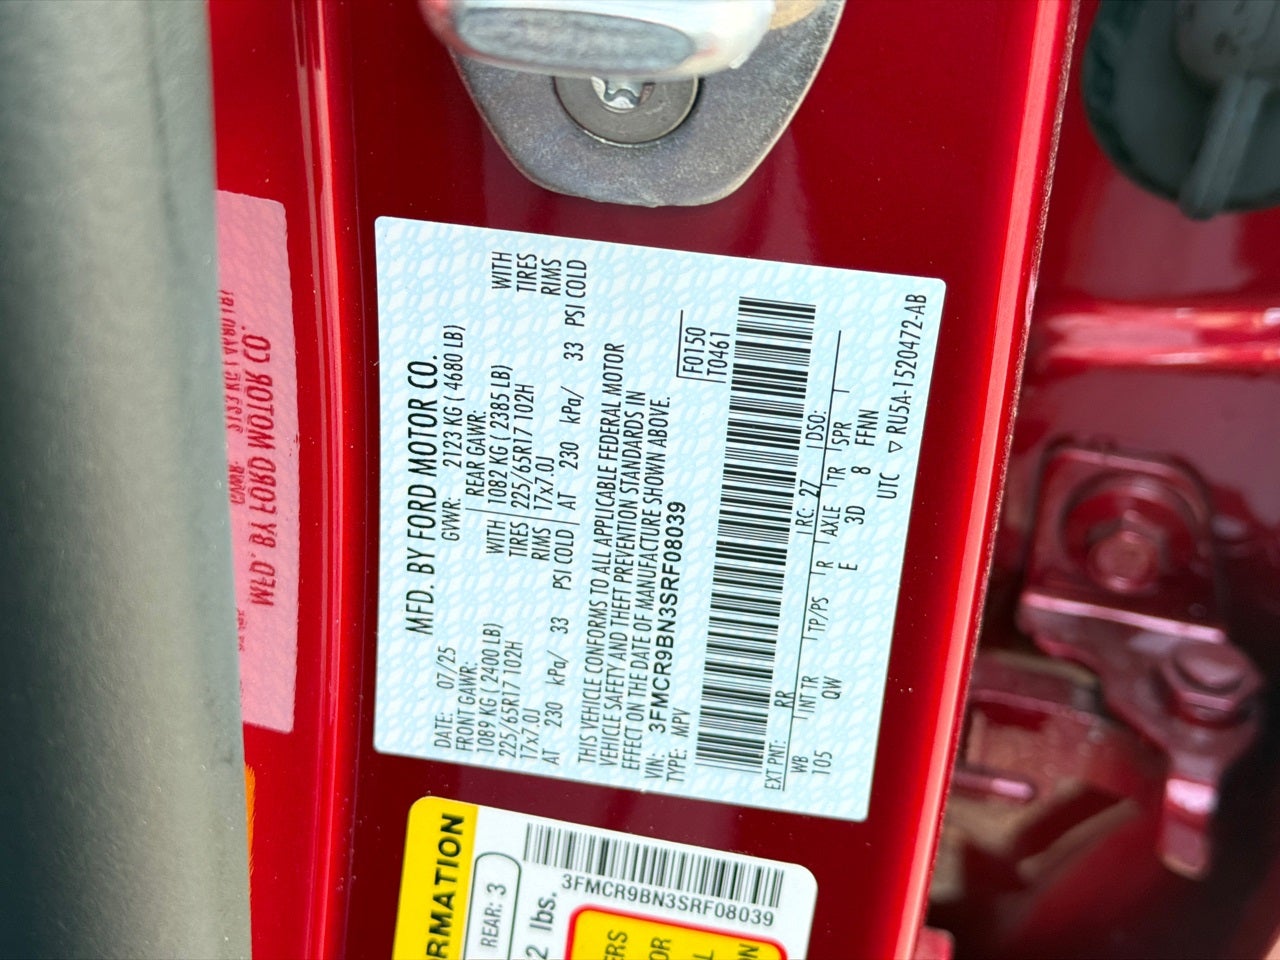 MFD. BY FORD MOTOR CO.
DATE: 07/25 GVWR: 2123 KG ( 4680 LB)
FRONT GAWR: REAR GAWR:
1089 KG ( 2400 LB) WITH 1082 KG ( 2385 LB) WITH
225/65R17 102H TIRES 225/65R17 102H TIRES
17x7.0J RIMS 17x7.0J RIMS
AT 230 kPa/ 33 PSI COLD AT 230 kPa/ 33 PSI COLD
THIS VEHICLE CONFORMS TO ALL APPLICABLE FEDERAL MOTOR
VEHICLE SAFETY AND THEFT PREVENTION STANDARDS IN
EFFECT ON THE DATE OF MANUFACTURE SHOWN ABOVE.
VIN: 3FMCR9BN3SRF08039
TYPE: MPV
F0150
T0461
EXT PNT: RR RC: 27 DSO:
WB INT TR TP/PS R AXLE TR SPR
105 QW E 3D 8 FFNN
UTC ▽ RU5A-1520472-AB
RMATION
REAR: 3
2 lbs.
3FMCR9BN3SRF08039
ERS
OR
L
ON
MFD. BY FORD MOTOR CO.